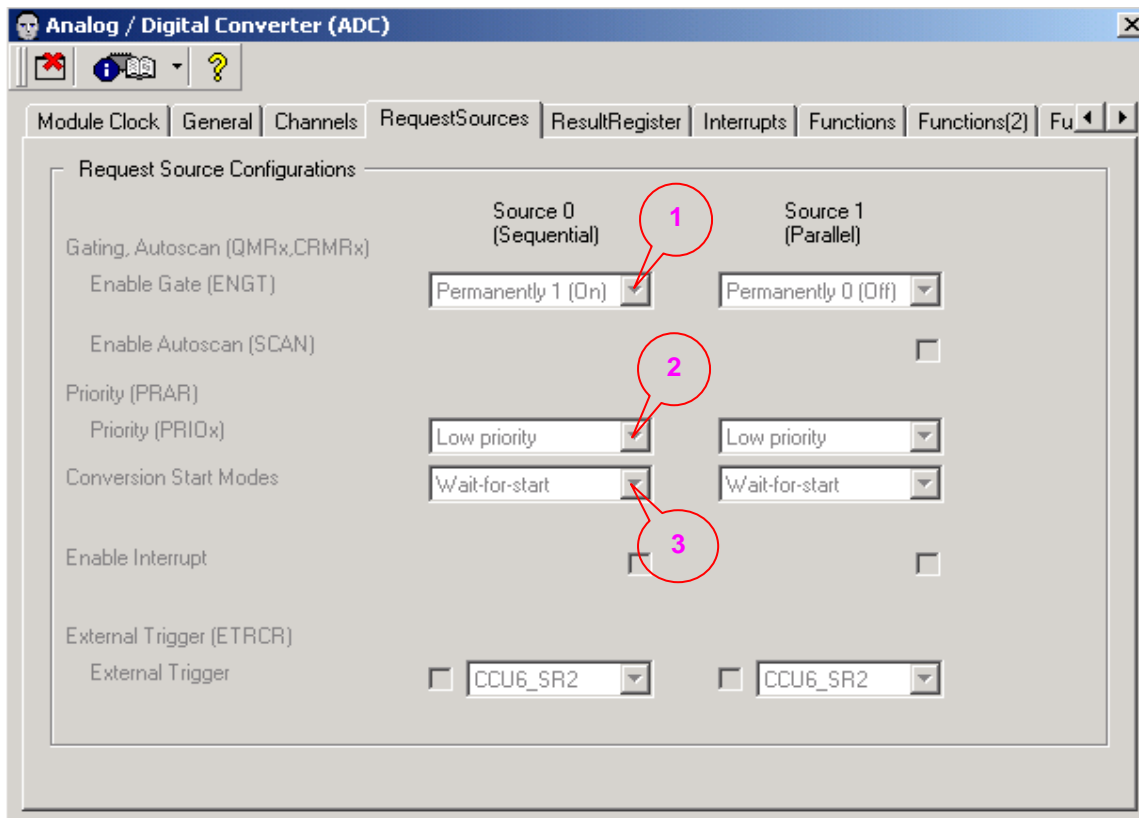 Analog / Digital Converter (ADC)
Module Clock General Channels RequestSources ResultRegister Interrupts Functions Functions(2) Fu
Request Source Configurations
Source 0 Source 1
(Sequential) (Parallel)
1
Gating, Autoscan (QMRx,CRMRx)
Enable Gate (ENGT) Permanently 1 (On) Permanently 0 (Off)
Enable Autoscan (SCAN)
2
Priority (PRAR)
Priority (PRIOx) Low priority Low priority
Conversion Start Modes Wait-for-start Wait-for-start
3
Enable Interrupt
External Trigger (ETRCR)
External Trigger CCU6_SR2 CCU6_SR2